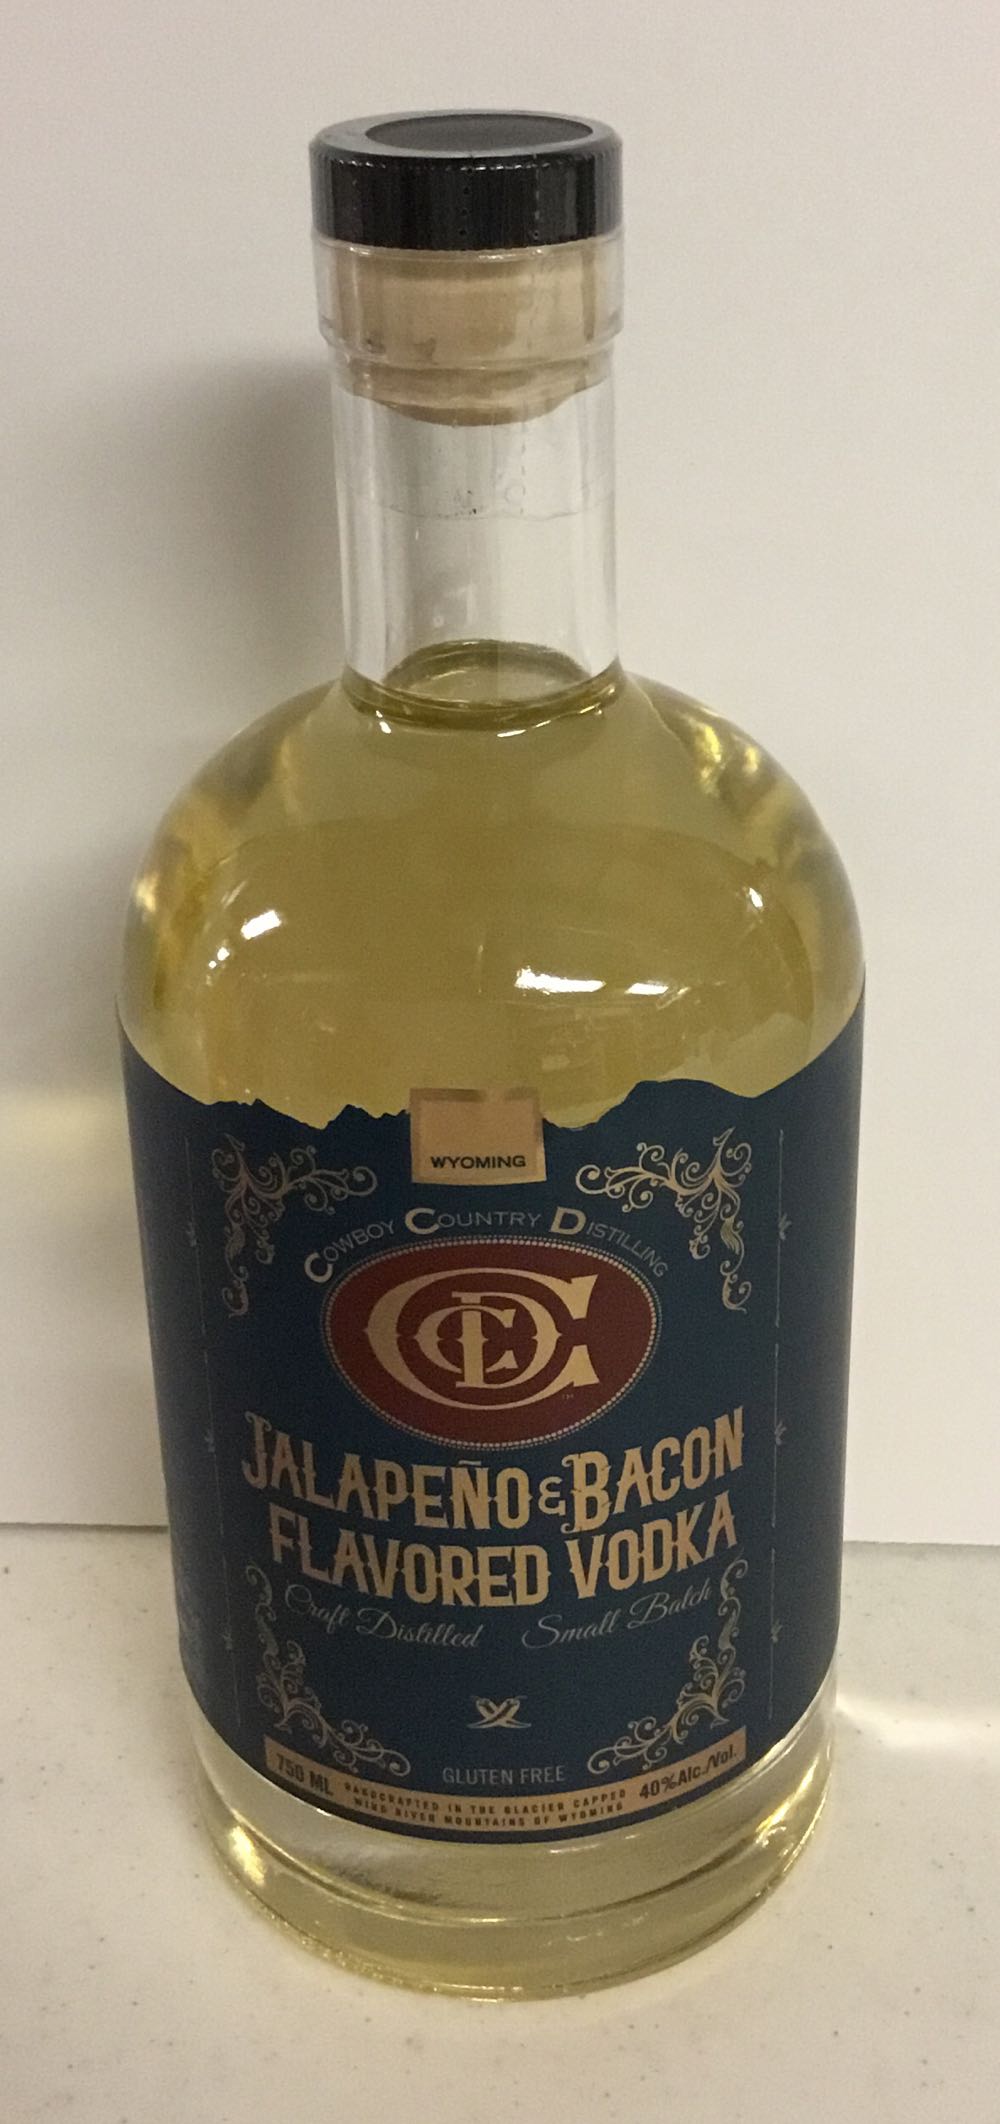 WYOMING
COWBOY COUNTRY DISTILLING
CDC
JALAPEÑO & BACON
FLAVORED VODKA
Craft Distilled Small Batch
GLUTEN FREE
750 ML
HANDCRAFTED IN THE GLACIER CAPPED
WIND RIVER MOUNTAINS OF WYOMING
40%Alc./Vol.